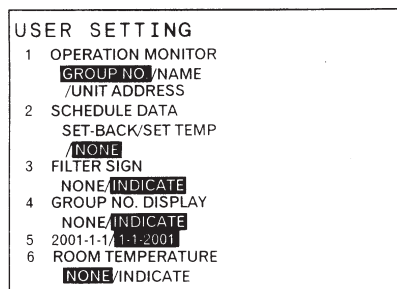 USER SETTING
1 OPERATION MONITOR
GROUP NO./NAME
/UNIT ADDRESS
2 SCHEDULE DATA
SET-BACK/SET TEMP
/NONE
3 FILTER SIGN
NONE/INDICATE
4 GROUP NO. DISPLAY
NONE/INDICATE
5 2001-1-1/1-1-2001
6 ROOM TEMPERATURE
NONE/INDICATE